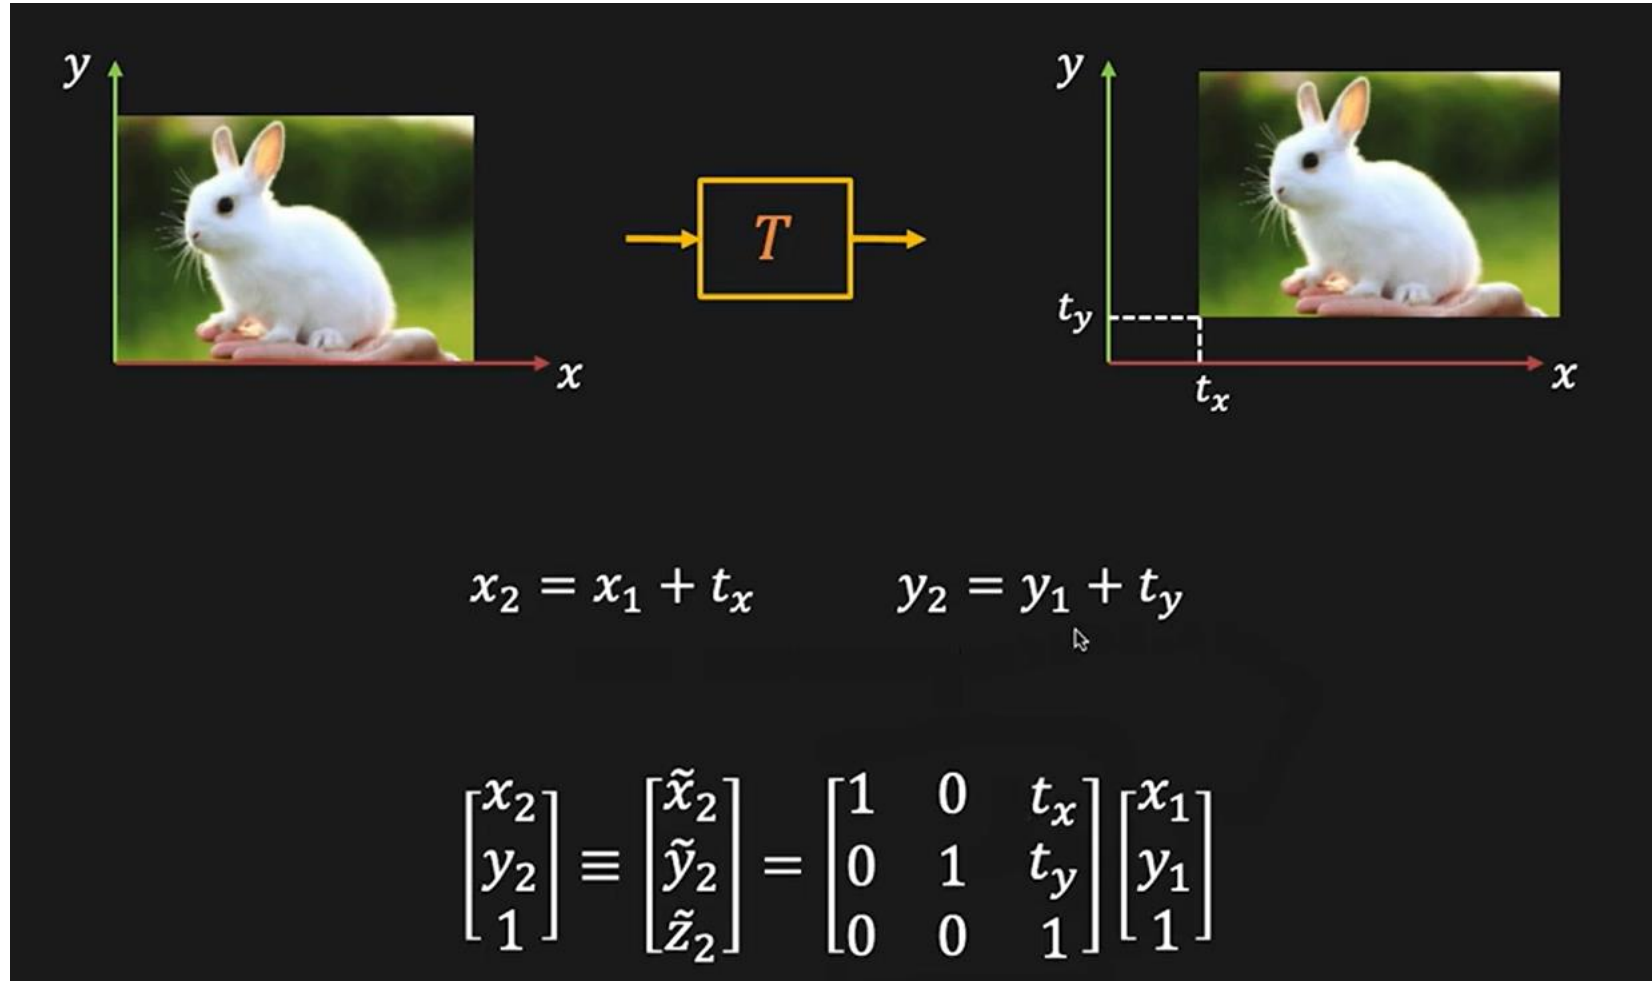 y
x
T
y
t_y
t_x
x
x₂ = x₁ + t_x
y₂ = y₁ + t_y
[x₂ y₂ 1] ≡ [x̃₂ ỹ₂ z̃₂] = [1 0 t_x; 0 1 t_y; 0 0 1] [x₁ y₁ 1]